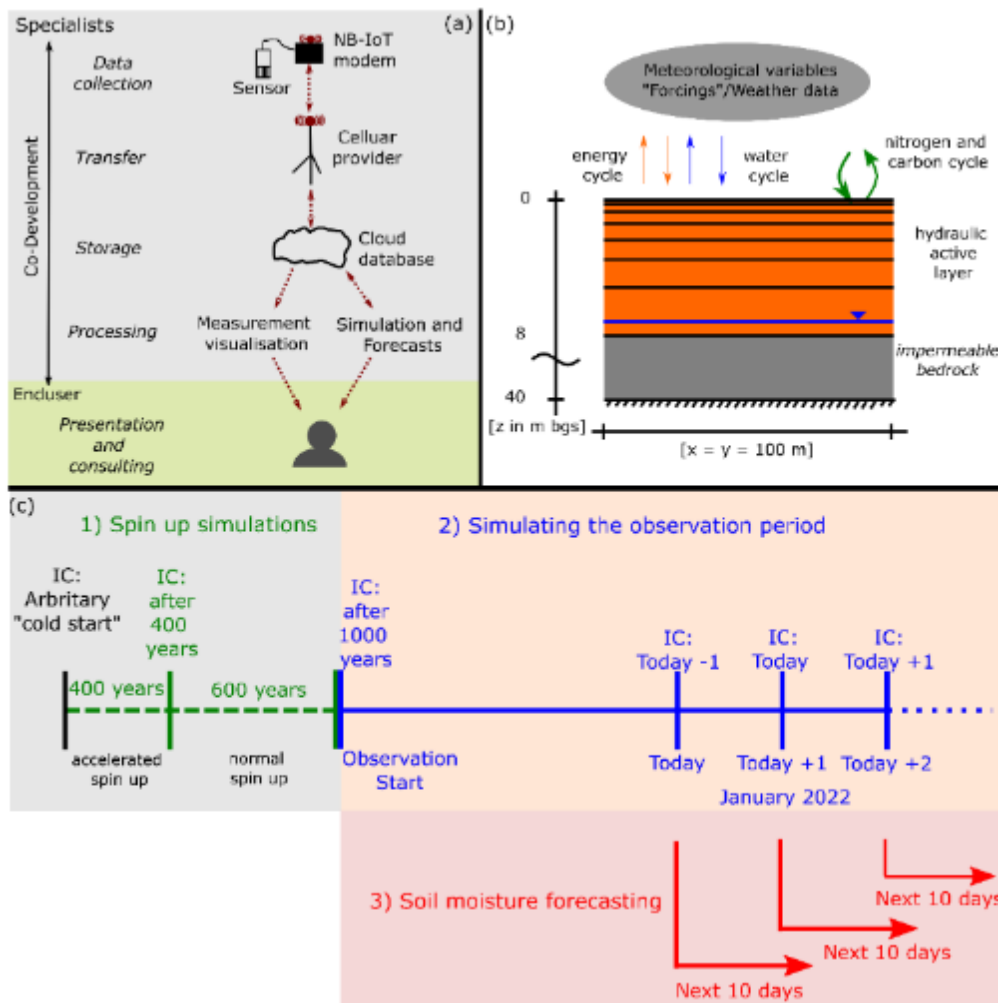 Specialists
(a)
Data
collection
NB-IoT
modem
Sensor
Transfer
Celluar
provider
Co-Development
Storage
Cloud
database
Processing
Measurement
visualisation
Simulation and
Forecasts
Enduser
Presentation
and
consulting
(b)
Meteorological variables
"Forcings"/Weather data
energy
cycle
water
cycle
nitrogen and
carbon cycle
0
hydraulic
active
layer
8
impermeable
bedrock
40
[z in m bgs]
[x = y = 100 m]
(c)
1) Spin up simulations
2) Simulating the observation period
IC:
Arbritary
"cold start"
IC:
after
400
years
IC:
after
1000
years
IC:
Today -1
IC:
Today
IC:
Today +1
400 years
600 years
accelerated
spin up
normal
spin up
Observation
Start
Today
Today +1
Today +2
January 2022
3) Soil moisture forecasting
Next 10 days
Next 10 days
Next 10 days